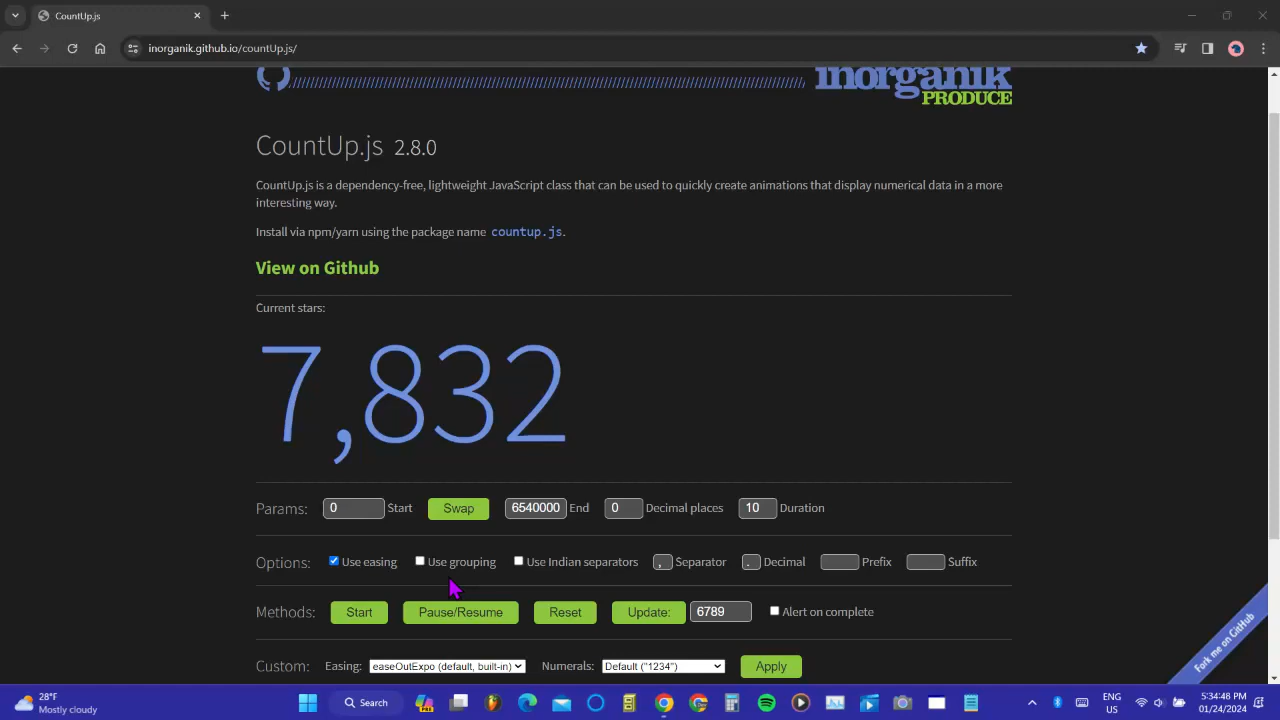 CountUp.js
inorganik.github.io/countUp.js/
inorganik
PRODUCE
CountUp.js 2.8.0
CountUp.js is a dependency-free, lightweight JavaScript class that can be used to quickly create animations that display numerical data in a more
interesting way.
Install via npm/yarn using the package name countup.js.
View on Github
Current stars:
7,832
Params: 0 Start Swap 6540000 End 0 Decimal places 10 Duration
Options: Use easing Use grouping Use Indian separators , Separator . Decimal Prefix Suffix
Methods: Start Pause/Resume Reset Update: 6789 Alert on complete
Custom: Easing: easeOutExpo (default, built-in) Numerals: Default ("1234") Apply
Fork me on GitHub
28°F
Mostly cloudy
Search
ENG
US
5:34:48 PM
01/24/2024